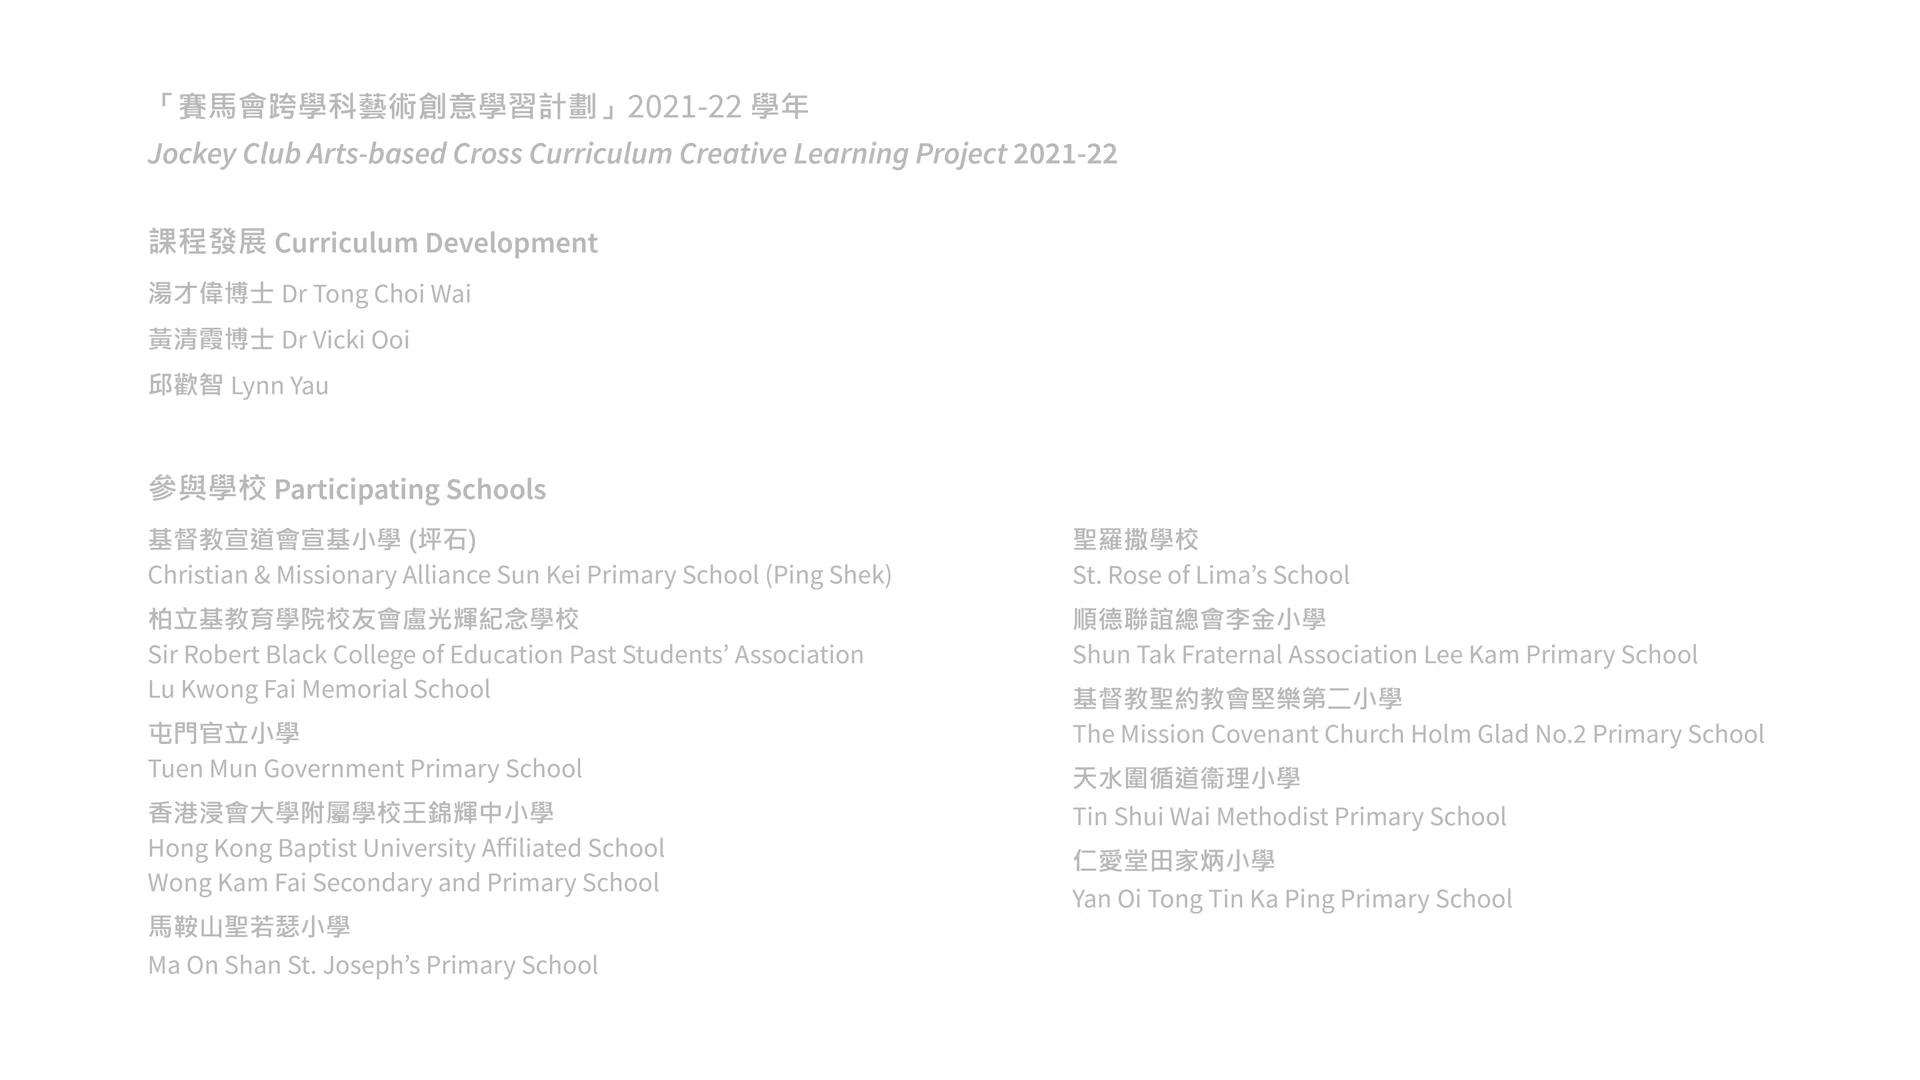 「賽馬會跨學科藝術創意學習計劃」2021-22 學年
Jockey Club Arts-based Cross Curriculum Creative Learning Project 2021-22
課程發展 Curriculum Development
湯才偉博士 Dr Tong Choi Wai
黃清霞博士 Dr Vicki Ooi
邱歡智 Lynn Yau
參與學校 Participating Schools
基督教宣道會宣基小學 (坪石)
Christian & Missionary Alliance Sun Kei Primary School (Ping Shek)
柏立基教育學院校友會盧光輝紀念學校
Sir Robert Black College of Education Past Students’ Association
Lu Kwong Fai Memorial School
屯門官立小學
Tuen Mun Government Primary School
香港浸會大學附屬學校王錦輝中小學
Hong Kong Baptist University Affiliated School
Wong Kam Fai Secondary and Primary School
馬鞍山聖若瑟小學
Ma On Shan St. Joseph’s Primary School
聖羅撒學校
St. Rose of Lima’s School
順德聯誼總會李金小學
Shun Tak Fraternal Association Lee Kam Primary School
基督教聖約教會堅樂第二小學
The Mission Covenant Church Holm Glad No.2 Primary School
天水圍循道衞理小學
Tin Shui Wai Methodist Primary School
仁愛堂田家炳小學
Yan Oi Tong Tin Ka Ping Primary School